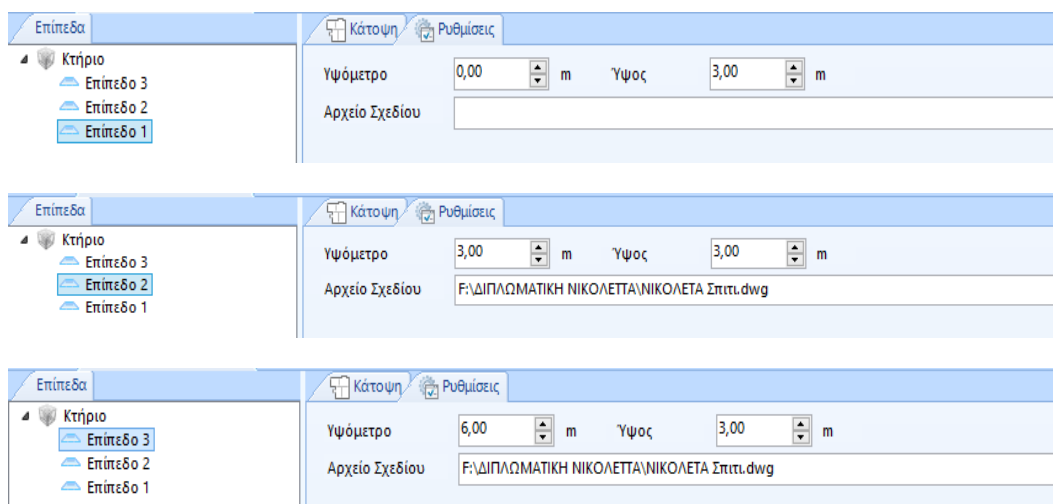 Επίπεδα
Κάτοψη Ρυθμίσεις
Κτήριο
Επίπεδο 3
Επίπεδο 2
Επίπεδο 1
Υψόμετρο 0,00 m Ύψος 3,00 m
Αρχείο Σχεδίου
Επίπεδα
Κάτοψη Ρυθμίσεις
Κτήριο
Επίπεδο 3
Επίπεδο 2
Επίπεδο 1
Υψόμετρο 3,00 m Ύψος 3,00 m
Αρχείο Σχεδίου F:\ΔΙΠΛΩΜΑΤΙΚΗ ΝΙΚΟΛΕΤΤΑ\ΝΙΚΟΛΕΤΑ Σπιτι.dwg
Επίπεδα
Κάτοψη Ρυθμίσεις
Κτήριο
Επίπεδο 3
Επίπεδο 2
Επίπεδο 1
Υψόμετρο 6,00 m Ύψος 3,00 m
Αρχείο Σχεδίου F:\ΔΙΠΛΩΜΑΤΙΚΗ ΝΙΚΟΛΕΤΤΑ\ΝΙΚΟΛΕΤΑ Σπιτι.dwg